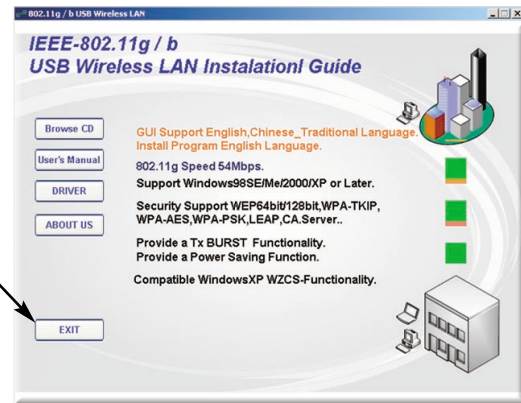 802.11g / b USB Wireless LAN
IEEE-802.11g / b
USB Wireless LAN Instalationl Guide
Browse CD
User's Manual
DRIVER
ABOUT US
EXIT
GUI Support English,Chinese_Traditional Language.
Install Program English Language.
802.11g Speed 54Mbps.
Support Windows98SE/Me/2000/XP or Later.
Security Support WEP64bit/128bit,WPA-TKIP,
WPA-AES,WPA-PSK,LEAP,CA.Server..
Provide a Tx BURST Functionality.
Provide a Power Saving Function.
Compatible WindowsXP WZCS-Functionality.